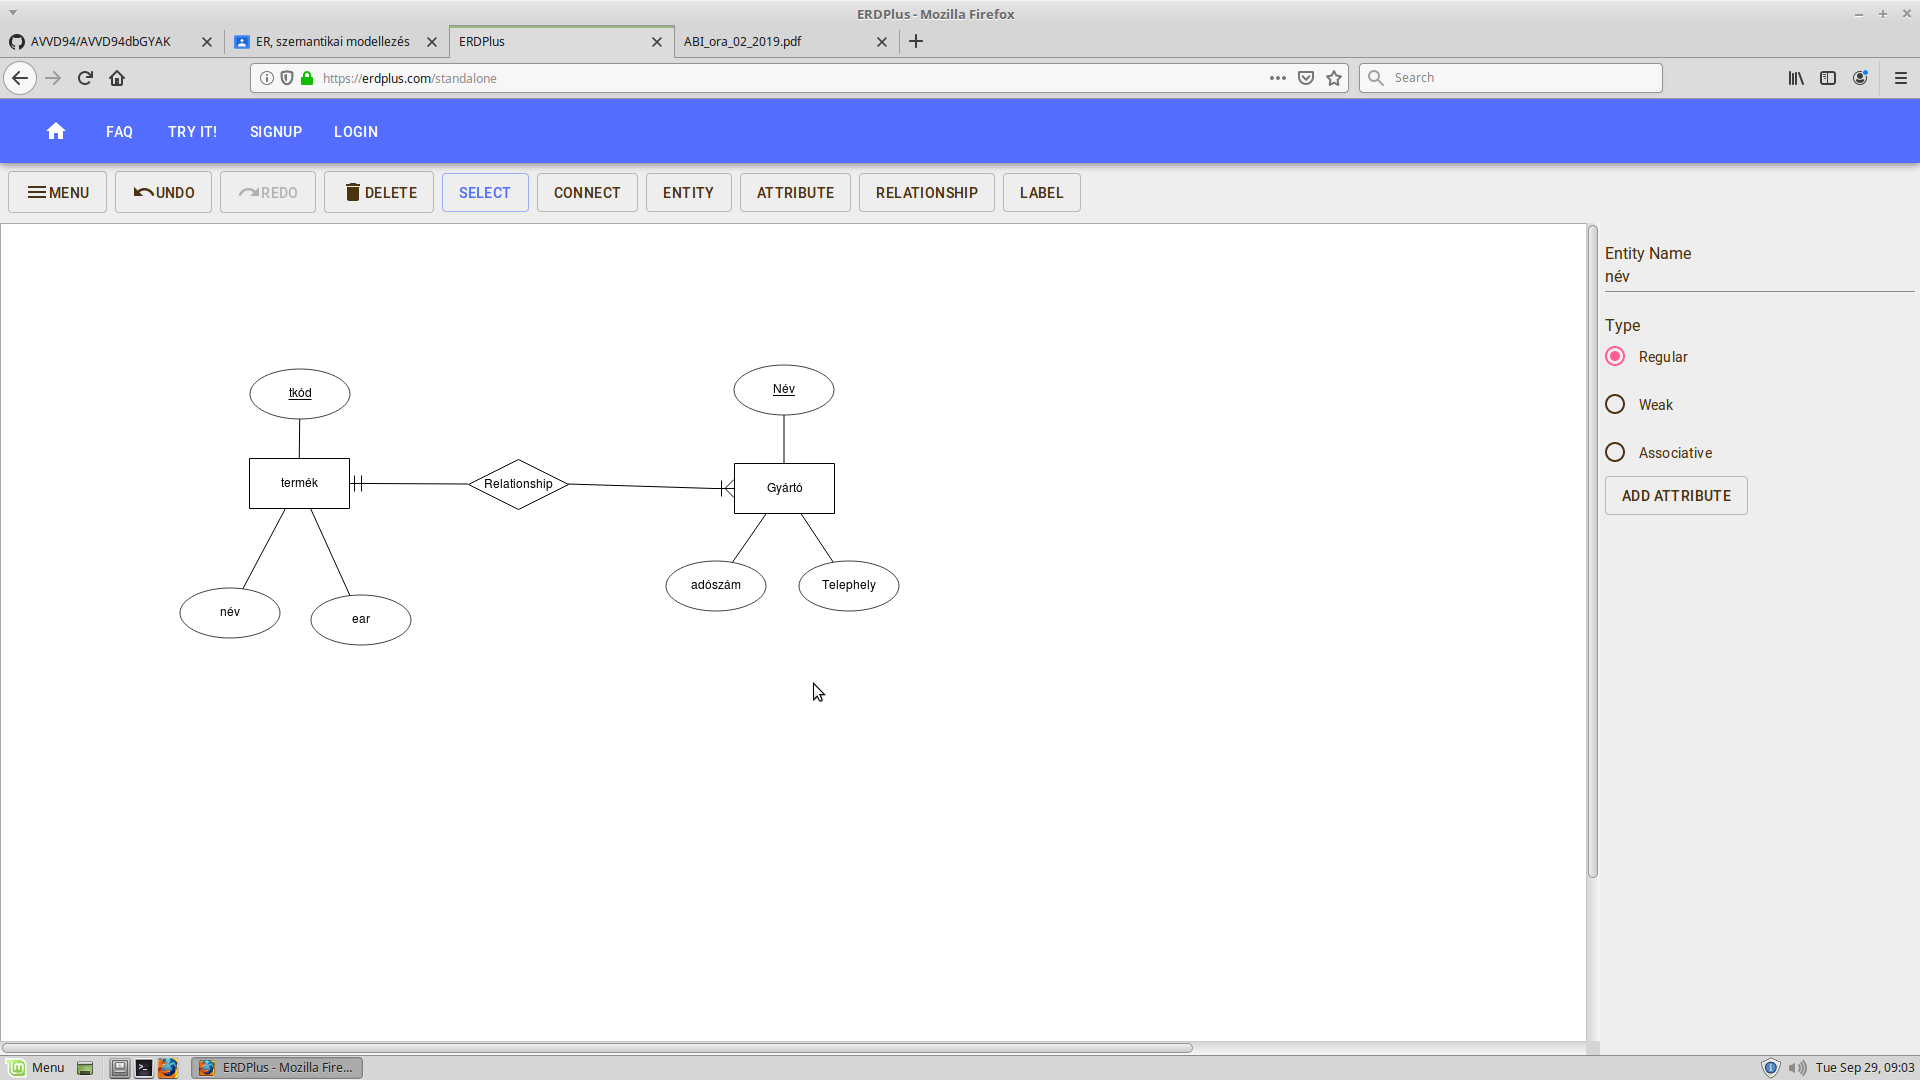 ERDPlus - Mozilla Firefox
AVVD94/AVVD94dbGYAK
ER, szemantikai modellezés
ERDPlus
ABI_ora_02_2019.pdf
https://erdplus.com/standalone
Search
FAQ
TRY IT!
SIGNUP
LOGIN
MENU
UNDO
REDO
DELETE
SELECT
CONNECT
ENTITY
ATTRIBUTE
RELATIONSHIP
LABEL
Entity Name
név
Type
Regular
Weak
Associative
ADD ATTRIBUTE
tkód
Név
termék
Relationship
Gyártó
adószám
Telephely
név
ear
Menu
ERDPlus - Mozilla Fire...
Tue Sep 29, 09:03